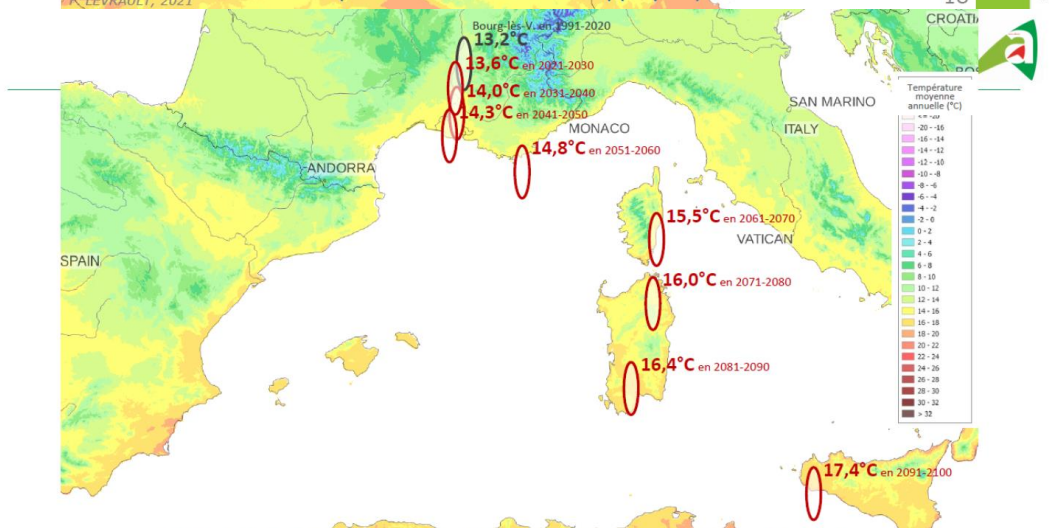 LEVRAULT, 2021
CROATI
Bourg-lès-V. en 1991-2020
13,2°C
13,6°C en 2021-2030
14,0°C en 2031-2040
14,3°C en 2041-2050
MONACO
SAN MARINO
ITALY
14,8°C en 2051-2060
ANDORRA
15,5°C en 2061-2070
VATICAN
SPAIN
16,0°C en 2071-2080
16,4°C en 2081-2090
17,4°C en 2091-2100
Température
moyenne
annuelle (°C)
-20 - -16
-16 - -14
-14 - -12
-12 - -10
-10 - -8
-8 - -6
-6 - -4
-4 - -2
-2 - 0
0 - 2
2 - 4
4 - 6
6 - 8
8 - 10
10 - 12
12 - 14
14 - 16
16 - 18
18 - 20
20 - 22
22 - 24
24 - 26
26 - 28
28 - 30
30 - 32
> 32